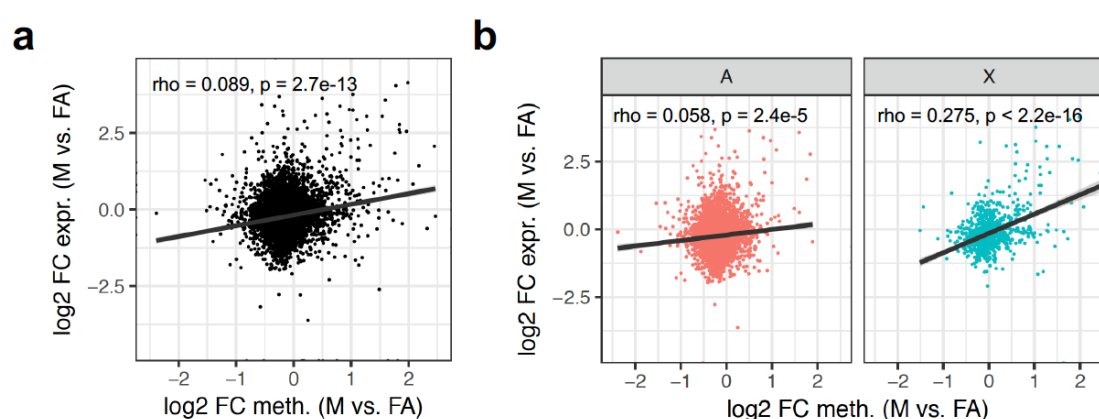 a
rho = 0.089, p = 2.7e-13
log2 FC expr. (M vs. FA)
2.5
0.0
−2.5
−2 −1 0 1 2
log2 FC meth. (M vs. FA)
b
A X
rho = 0.058, p = 2.4e-5
rho = 0.275, p < 2.2e-16
log2 FC expr. (M vs. FA)
2.5
0.0
−2.5
−2 −1 0 1 2 −2 −1 0 1 2
log2 FC meth. (M vs. FA)